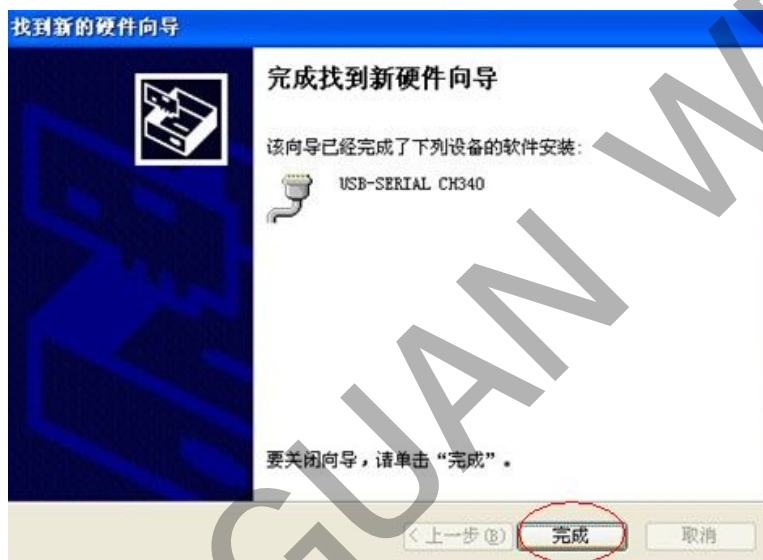 找到新的硬件向导
完成找到新硬件向导
该向导已经完成了下列设备的软件安装:
USB-SERIAL CH340
要关闭向导，请单击“完成”。
<上一步(B) 完成 取消
GUAN W